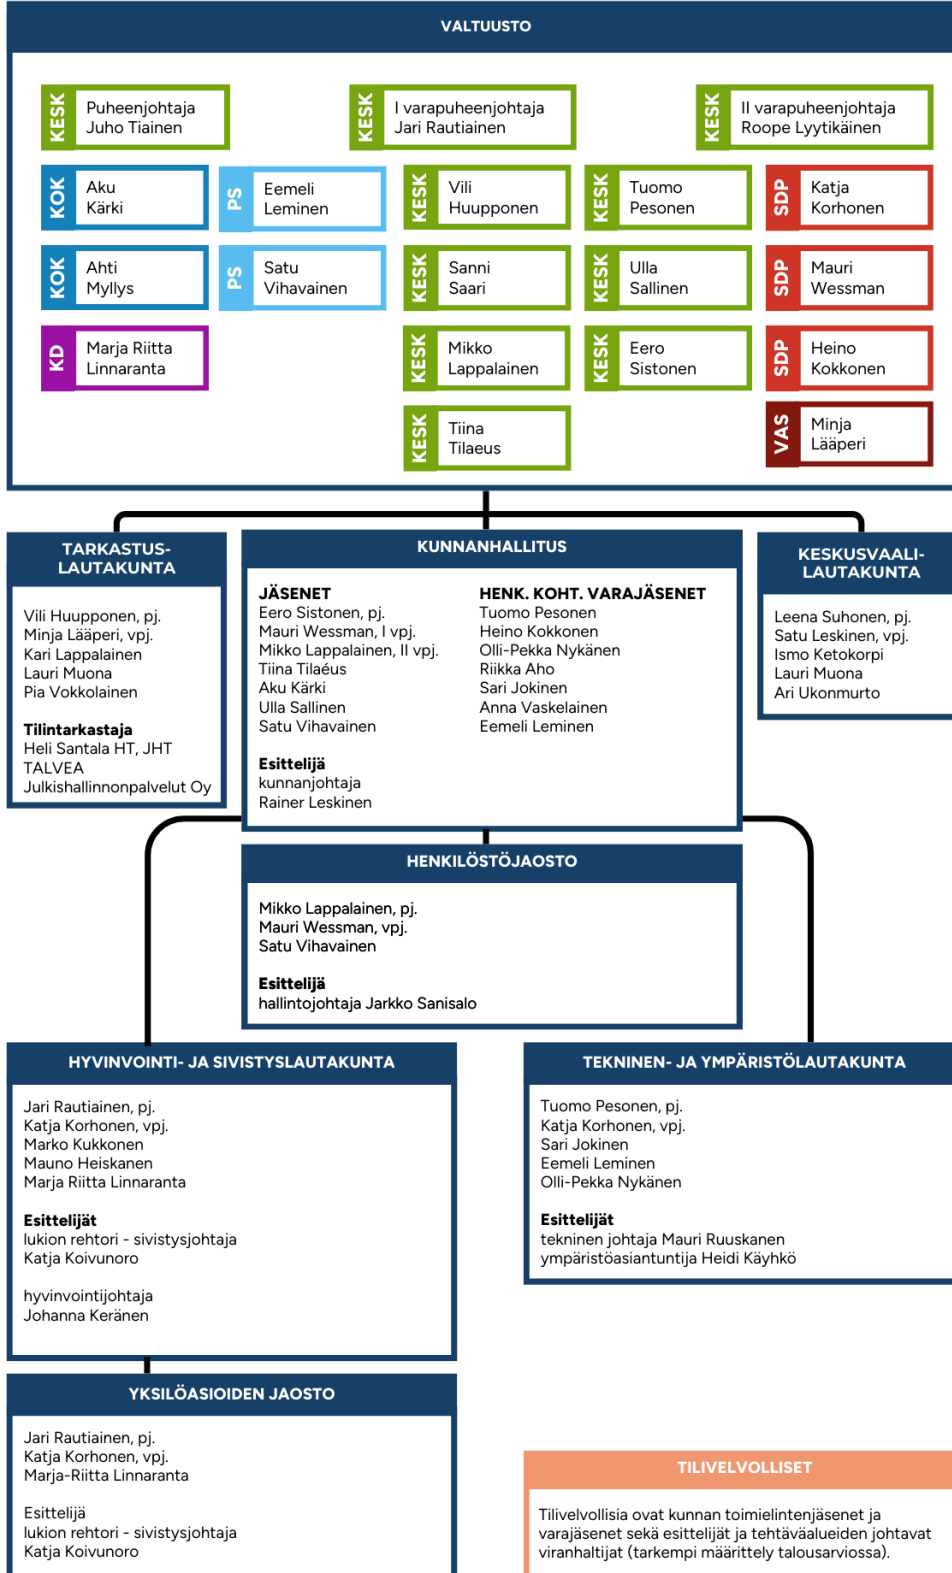 VALTUUSTO
KESK
Puheenjohtaja
Juho Tiainen
KESK
I varapuheenjohtaja
Jari Rautiainen
KESK
II varapuheenjohtaja
Roope Lyytikäinen
KOK
Aku
Kärki
PS
Eemeli
Leminen
KESK
Vili
Huupponen
KESK
Tuomo
Pesonen
SDP
Katja
Korhonen
KOK
Ahti
Myllys
PS
Satu
Vihavainen
KESK
Sanni
Saari
KESK
Ulla
Sallinen
SDP
Mauri
Wessman
KD
Marja Riitta
Linnaranta
KESK
Mikko
Lappalainen
KESK
Eero
Sistonen
SDP
Heino
Kokkonen
KESK
Tiina
Tilaeus
VAS
Minja
Lääperi
TARKASTUS-
LAUTAKUNTA
Vili Huupponen, pj.
Minja Lääperi, vpj.
Kari Lappalainen
Lauri Muona
Pia Vokkolainen
Tilintarkastaja
Heli Santala HT, JHT
TALVEA
Julkishallinnonpalvelut Oy
KUNNANHALLITUS
JÄSENET
Eero Sistonen, pj.
Mauri Wessman, I vpj.
Mikko Lappalainen, II vpj.
Tiina Tilaéus
Aku Kärki
Ulla Sallinen
Satu Vihavainen
HENK. KOHT. VARAJÄSENET
Tuomo Pesonen
Heino Kokkonen
Olli-Pekka Nykänen
Riikka Aho
Sari Jokinen
Anna Vaskelainen
Eemeli Leminen
Esittelijä
kunnanjohtaja
Rainer Leskinen
KESKUSVAALI-
LAUTAKUNTA
Leena Suhonen, pj.
Satu Leskinen, vpj.
Ismo Ketokorpi
Lauri Muona
Ari Ukonmurto
HENKILÖSTÖJAOSTO
Mikko Lappalainen, pj.
Mauri Wessman, vpj.
Satu Vihavainen
Esittelijä
hallintojohtaja Jarkko Sanisalo
HYVINVOINTI- JA SIVISTYSLAUTAKUNTA
Jari Rautiainen, pj.
Katja Korhonen, vpj.
Marko Kukkonen
Mauno Heiskanen
Marja Riitta Linnaranta
Esittelijät
lukion rehtori - sivistysjohtaja
Katja Koivunoro
hyvinvointijohtaja
Johanna Keränen
TEKNINEN- JA YMPÄRISTÖLAUTAKUNTA
Tuomo Pesonen, pj.
Katja Korhonen, vpj.
Sari Jokinen
Eemeli Leminen
Olli-Pekka Nykänen
Esittelijät
tekninen johtaja Mauri Ruuskanen
ympäristöasiantuntija Heidi Käyhkö
YKSILÖASIOIDEN JAOSTO
Jari Rautiainen, pj.
Katja Korhonen, vpj.
Marja-Riitta Linnaranta
Esittelijä
lukion rehtori - sivistysjohtaja
Katja Koivunoro
TILIVELVOLLISET
Tilivelvollisia ovat kunnan toimielintenjäsenet ja
varajäsenet sekä esittelijät ja tehtäväalueiden johtavat
viranhaltijat (tarkempi määrittely talousarviossa).